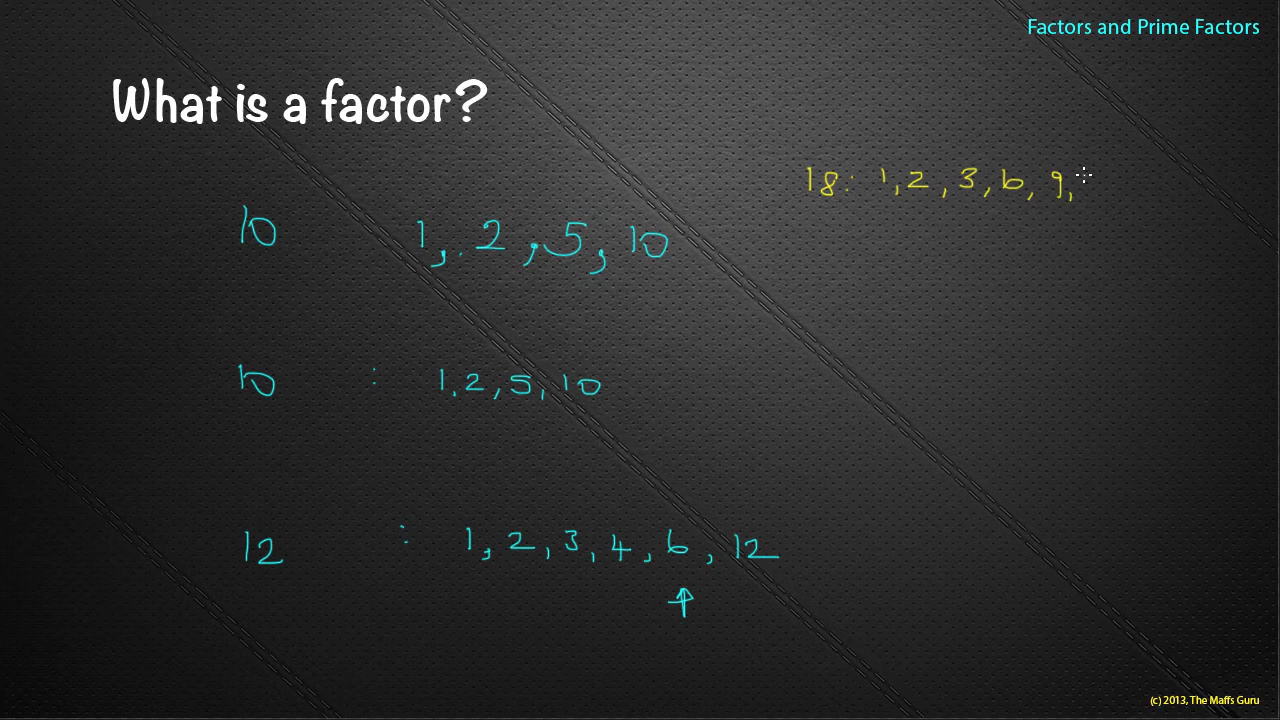 Factors and Prime Factors
What is a factor?
18: 1, 2, 3, 6, 9,
10 1, 2, 5, 10
10 : 1, 2, 5, 10
12 : 1, 2, 3, 4, 6, 12
(c) 2013, The Maffs Guru